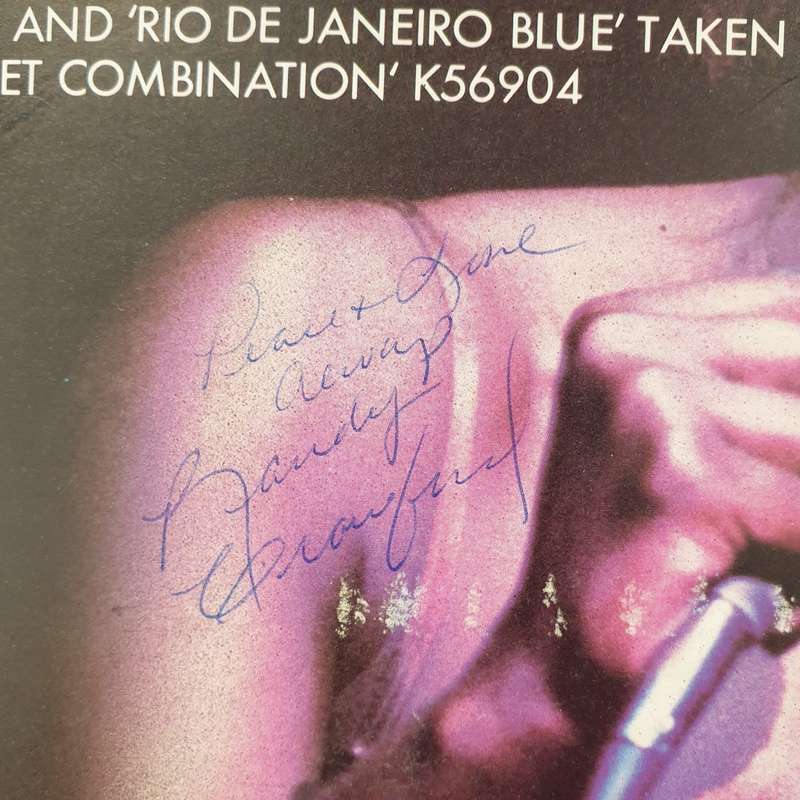 AND 'RIO DE JANEIRO BLUE' TAKEN
ET COMBINATION' K56904
Peace + Love
Always
Randy
Crawford